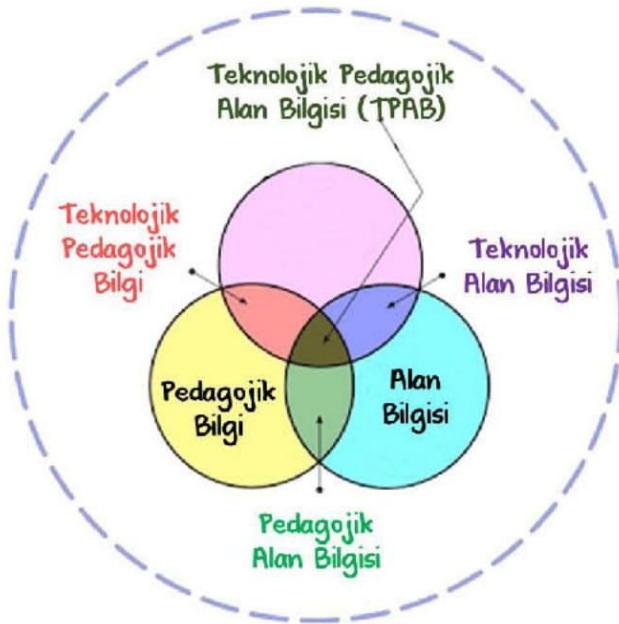 Teknolojik Pedagojik
Alan Bilgisi (TPAB)
Teknolojik
Pedagojik
Bilgi
Teknolojik
Alan Bilgisi
Pedagojik
Bilgi
Alan
Bilgisi
Pedagojik
Alan Bilgisi